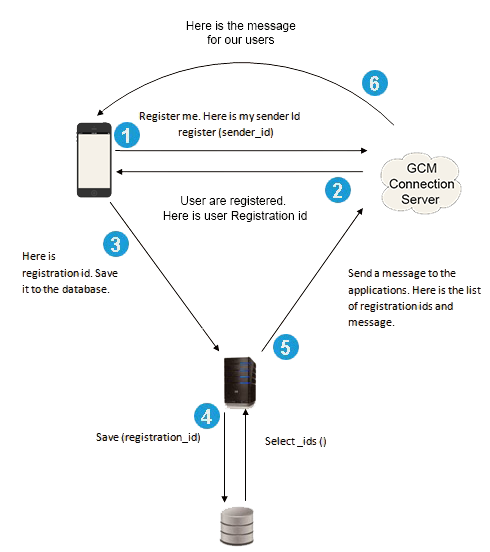 Here is the message
for our users
6
Register me. Here is my sender Id
1
register (sender_id)
GCM
Connection
Server
2
User are registered.
Here is user Registration id
3
Here is
registration id. Save
it to the database.
Send a message to the
applications. Here is the list
of registration ids and
message.
5
4
Save (registration_id)
Select _ids ()